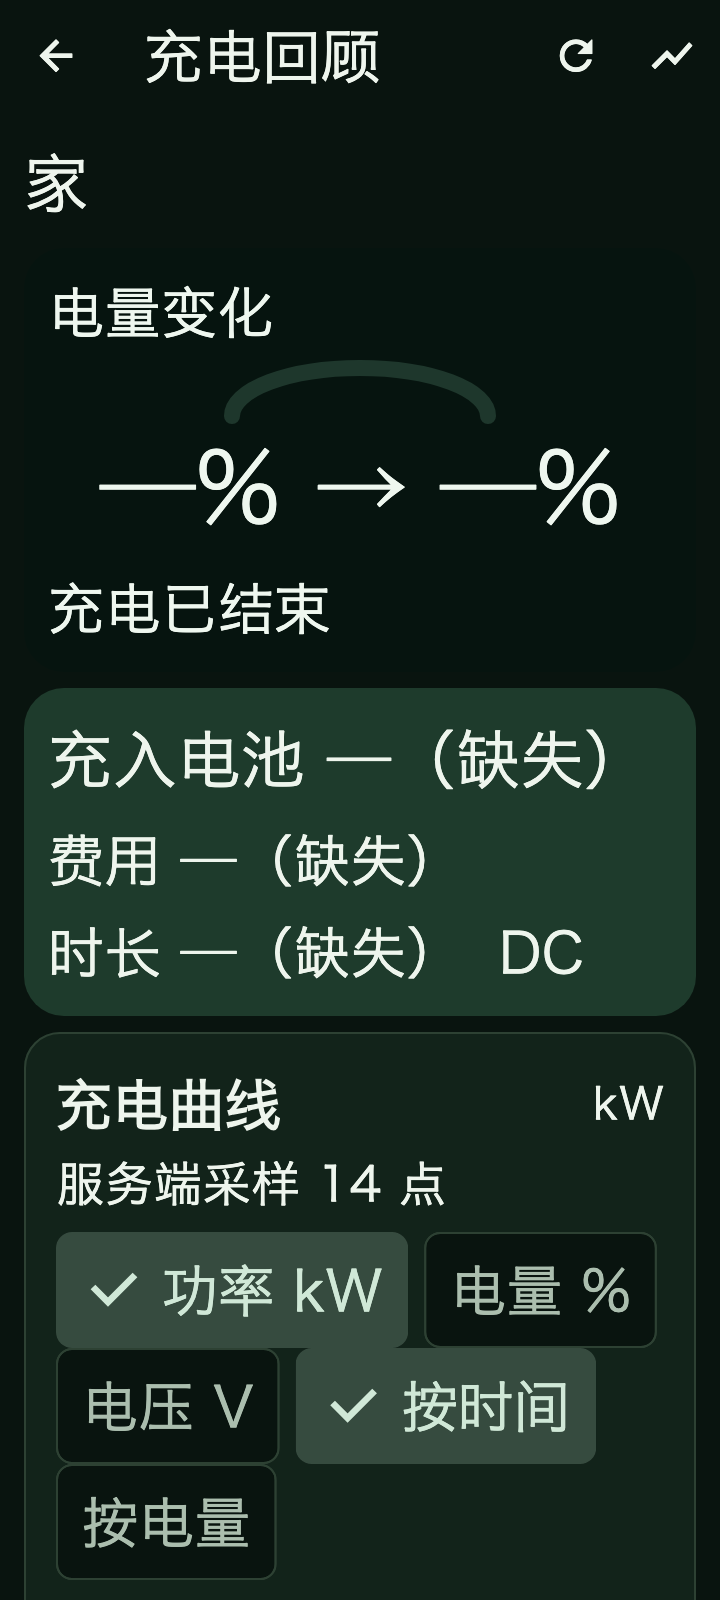 充电回顾
家
电量变化
—% → —%
充电已结束
充入电池 —（缺失）
费用 —（缺失）
时长 —（缺失） DC
充电曲线 kW
服务端采样 14 点
功率 kW 电量 %
电压 V 按时间
按电量